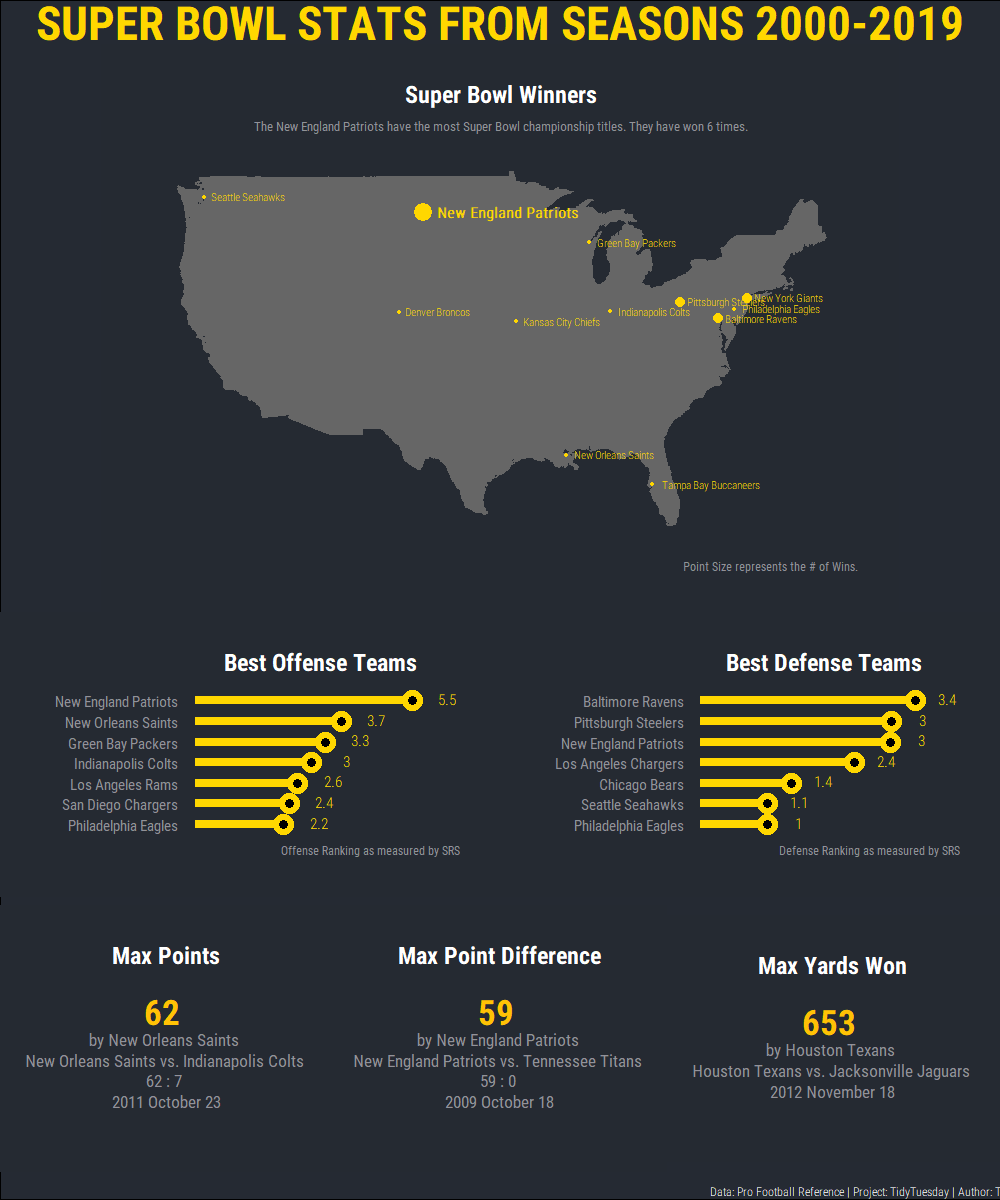 SUPER BOWL STATS FROM SEASONS 2000-2019
Super Bowl Winners
The New England Patriots have the most Super Bowl championship titles. They have won 6 times.
Seattle Seahawks
New England Patriots
Green Bay Packers
Pittsburgh Steelers
New York Giants
Philadelphia Eagles
Baltimore Ravens
Denver Broncos
Kansas City Chiefs
Indianapolis Colts
New Orleans Saints
Tampa Bay Buccaneers
Point Size represents the # of Wins.
Best Offense Teams
New England Patriots 5.5
New Orleans Saints 3.7
Green Bay Packers 3.3
Indianapolis Colts 3
Los Angeles Rams 2.6
San Diego Chargers 2.4
Philadelphia Eagles 2.2
Offense Ranking as measured by SRS
Best Defense Teams
Baltimore Ravens 3.4
Pittsburgh Steelers 3
New England Patriots 3
Los Angeles Chargers 2.4
Chicago Bears 1.4
Seattle Seahawks 1.1
Philadelphia Eagles 1
Defense Ranking as measured by SRS
Max Points
62
by New Orleans Saints
New Orleans Saints vs. Indianapolis Colts
62 : 7
2011 October 23
Max Point Difference
59
by New England Patriots
New England Patriots vs. Tennessee Titans
59 : 0
2009 October 18
Max Yards Won
653
by Houston Texans
Houston Texans vs. Jacksonville Jaguars
2012 November 18
Data: Pro Football Reference | Project: TidyTuesday | Author: